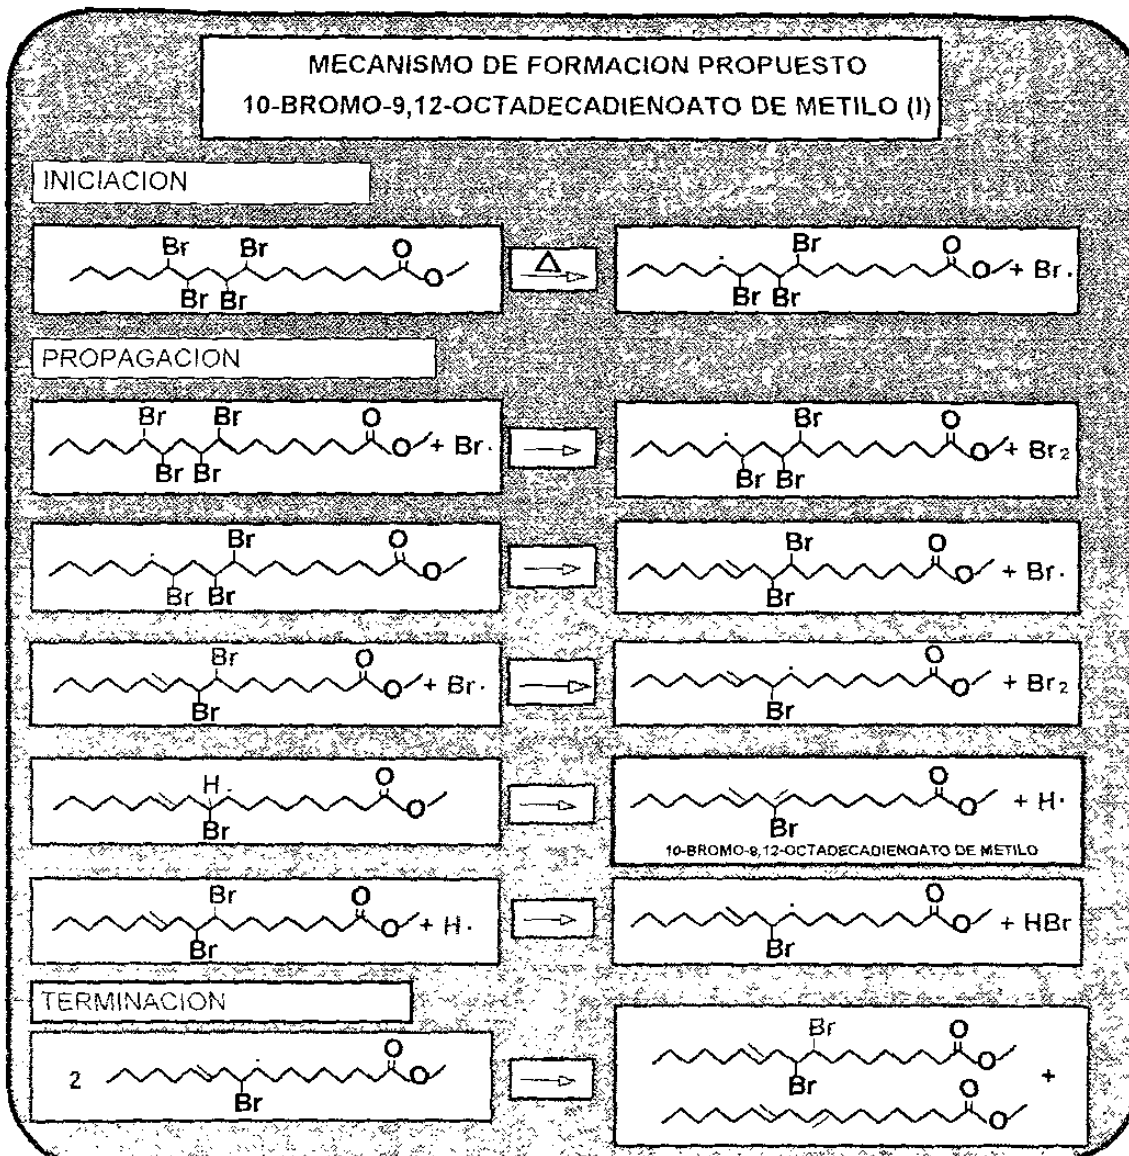 MECANISMO DE FORMACION PROPUESTO
10-BROMO-9,12-OCTADECADIENOATO DE METILO (I)
INICIACION
Br Br O
O
Br Br
Δ
Br O
O + Br ·
Br Br
PROPAGACION
Br Br O
O + Br ·
Br Br
Br O
O + Br₂
Br Br
Br O
O
Br Br
Br O
O + Br ·
Br
Br O
O + Br ·
Br
O
O + Br₂
Br
H O
O
Br
O
O + H ·
Br
10-BROMO-9,12-OCTADECADIENOATO DE METILO
Br O
O + H ·
Br
O
O + HBr
Br
TERMINACION
O
2 O
Br
Br O
O
Br +
O
O